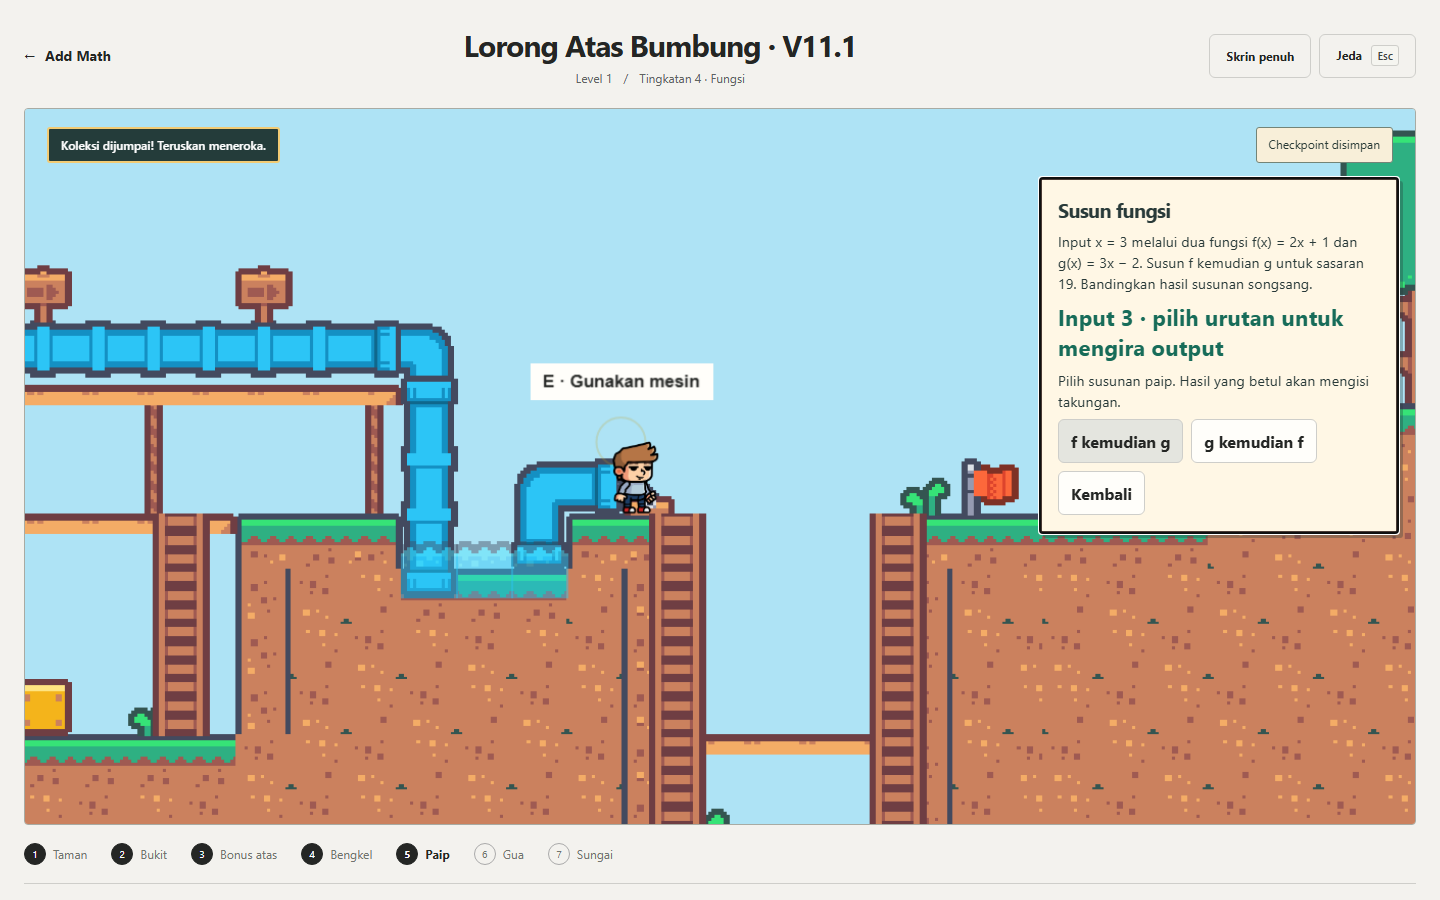 ← Add Math
Lorong Atas Bumbung · V11.1
Level 1 / Tingkatan 4 · Fungsi
Skrin penuh
Jeda Esc
Koleksi dijumpai! Teruskan meneroka.
Checkpoint disimpan
Susun fungsi
Input x = 3 melalui dua fungsi f(x) = 2x + 1 dan
g(x) = 3x − 2. Susun f kemudian g untuk sasaran
19. Bandingkan hasil susunan songsang.
Input 3 · pilih urutan untuk
mengira output
Pilih susunan paip. Hasil yang betul akan mengisi
takungan.
f kemudian g
g kemudian f
Kembali
E · Gunakan mesin
1 Taman
2 Bukit
3 Bonus atas
4 Bengkel
5 Paip
6 Gua
7 Sungai